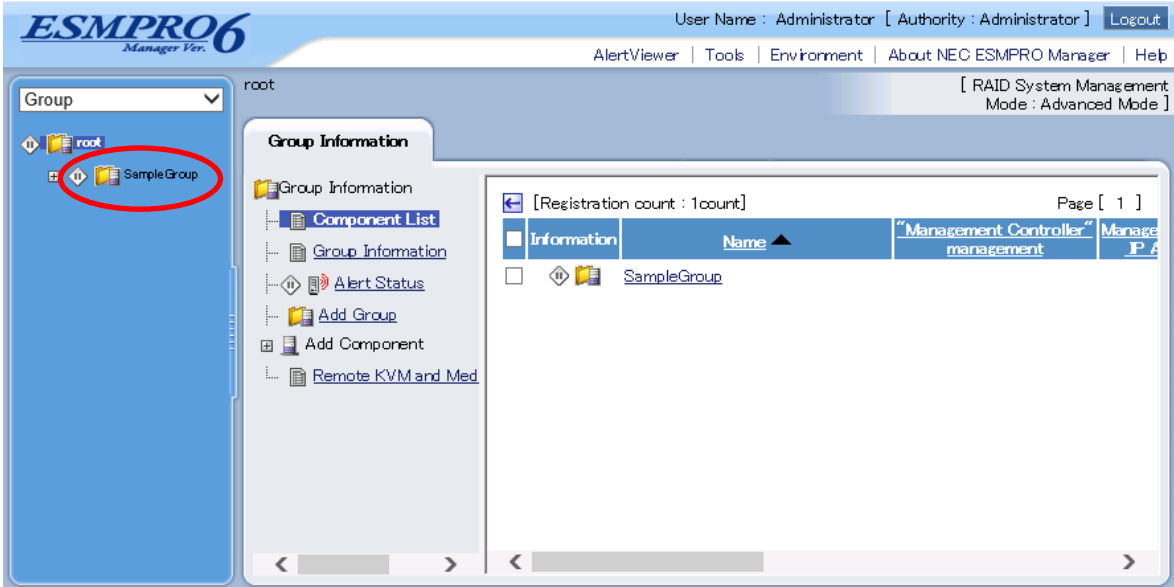 ESMPRO6
Manager Ver.
User Name : Administrator [ Authority : Administrator ] Logout
AlertViewer | Tools | Environment | About NEC ESMPRO Manager | Help
Group
root
SampleGroup
root
[ RAID System Management
Mode : Advanced Mode ]
Group Information
Group Information
Component List
Group Information
Alert Status
Add Group
Add Component
Remote KVM and Med
[Registration count : 1count]
Page [ 1 ]
Information
Name
"Management Controller"
management
Manage
IP A
SampleGroup